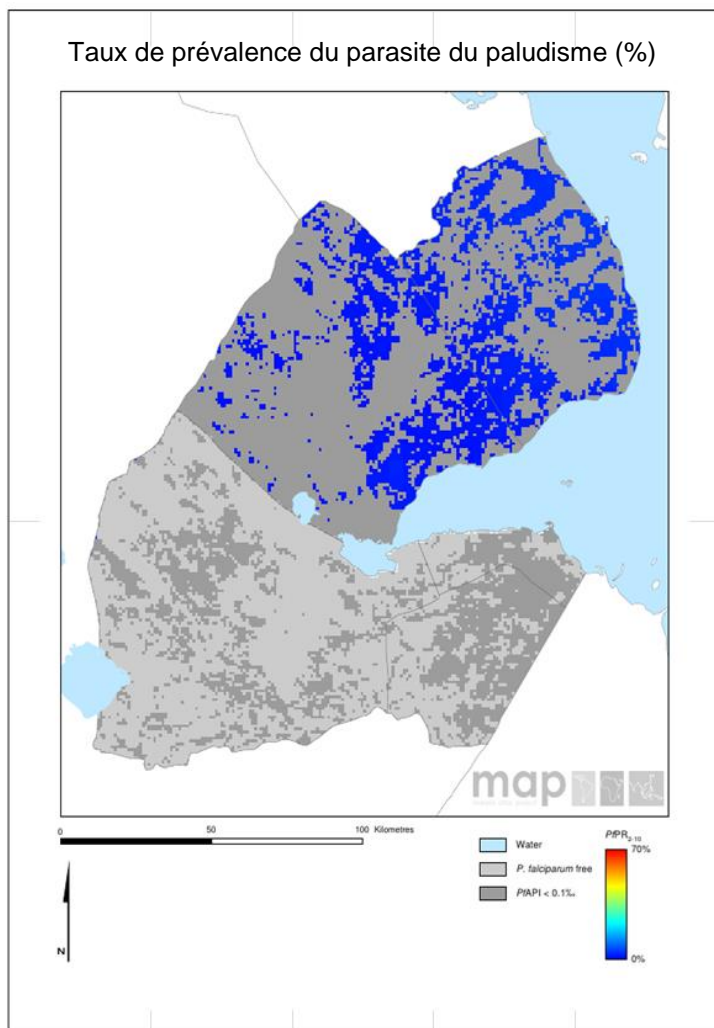 Taux de prévalence du parasite du paludisme (%)
map
0
50
100 Kilometres
Water
P. falciparum free
PfAPI < 0.1‰
PfPR2-10
70%
0%
N